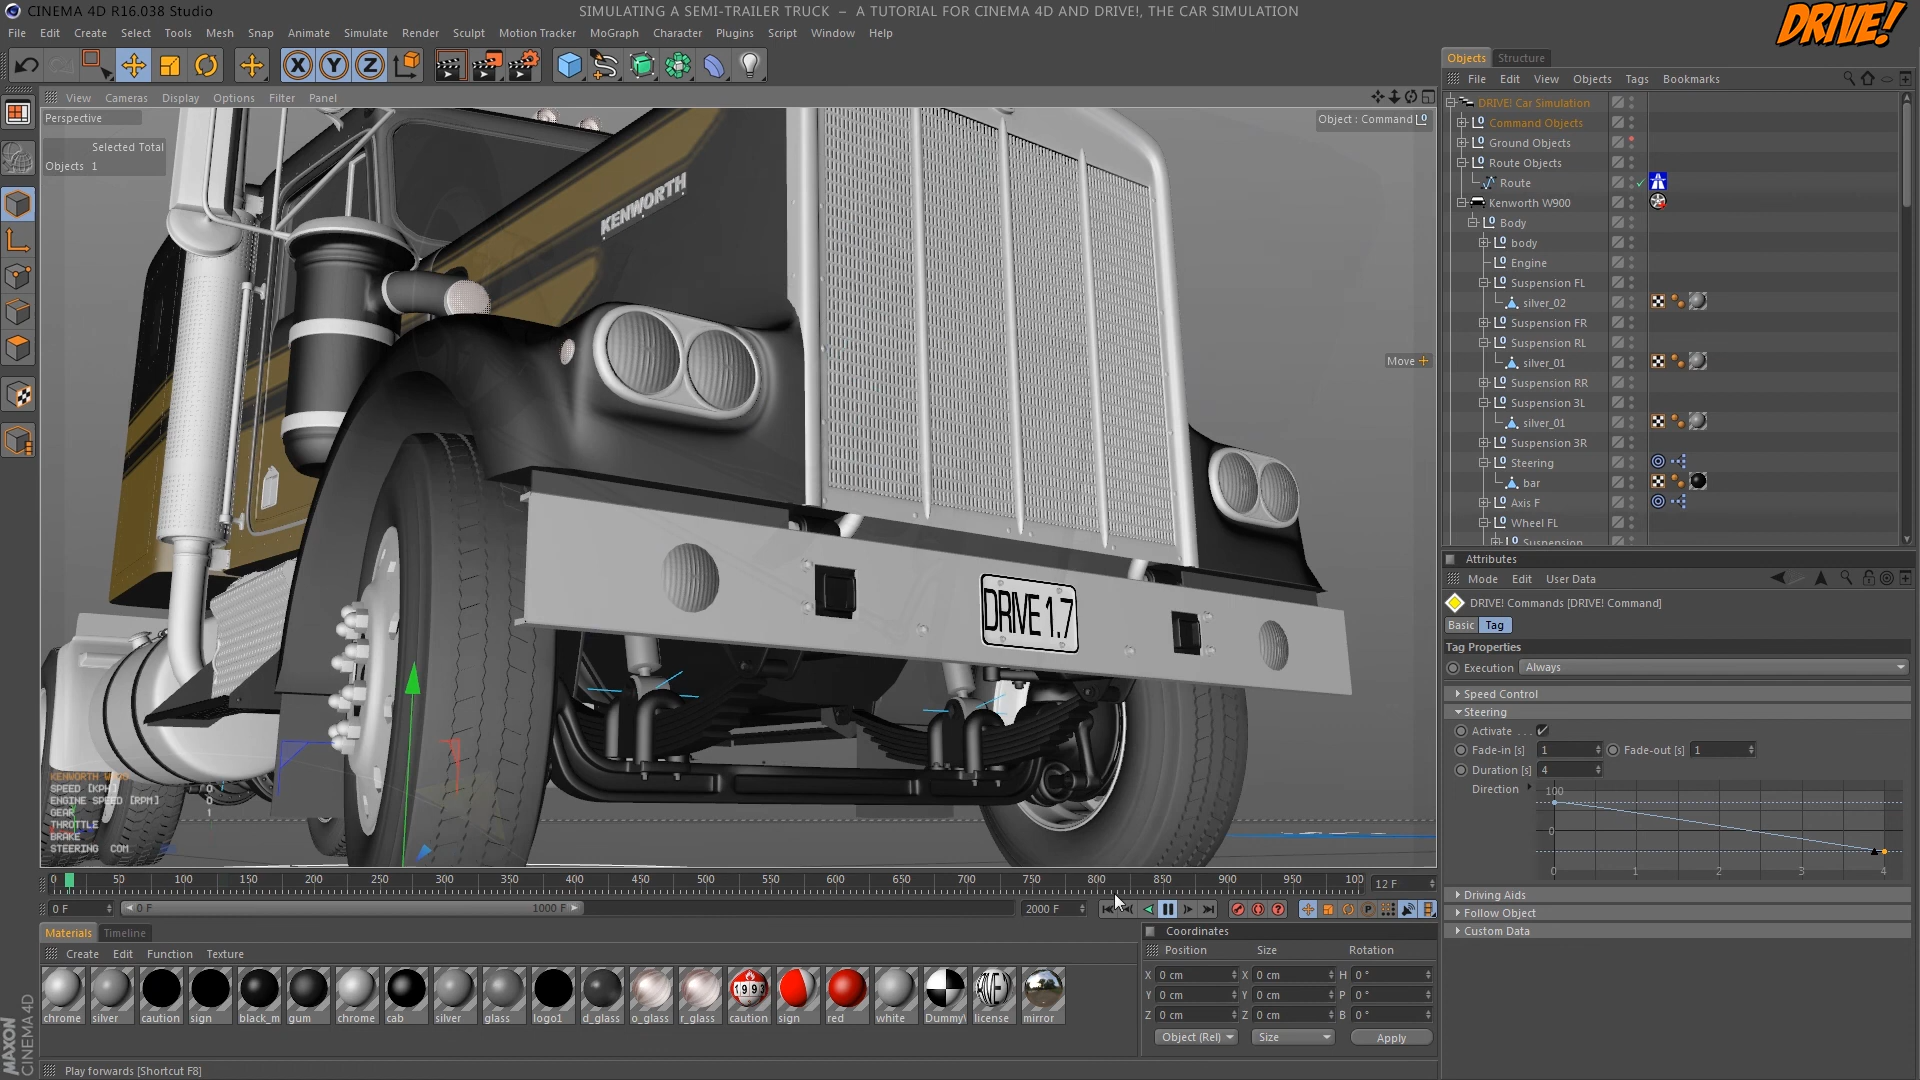 CINEMA 4D R16.038 Studio
SIMULATING A SEMI-TRAILER TRUCK – A TUTORIAL FOR CINEMA 4D AND DRIVE!, THE CAR SIMULATION
DRIVE!
File Edit Create Select Tools Mesh Snap Animate Simulate Render Sculpt Motion Tracker MoGraph Character Plugins Script Window Help
X Y Z
View Cameras Display Options Filter Panel
Perspective
Selected Total
Objects 1
Object : Command
Move
KENWORTH
DRIVE 1.7
SPEED [KPH] 0
ENGINE SPEED [RPM] 0
GEAR 1
THROTTLE
BRAKE
STEERING COM
0 50 100 150 200 250 300 350 400 450 500 550 600 650 700 750 800 850 900 950 100
12 F
0 F
0 F
1000 F
2000 F
Materials Timeline
Create Edit Function Texture
chrome silver caution sign black_m gum chrome cab silver glass logo1 d_glass o_glass r_glass caution sign red white Dummy license mirror
1993
Coordinates
Position Size Rotation
X 0 cm X 0 cm H 0 °
Y 0 cm Y 0 cm P 0 °
Z 0 cm Z 0 cm B 0 °
Object (Rel) Size Apply
Play forwards [Shortcut F8]
MAXON
CINEMA 4D
Objects Structure
File Edit View Objects Tags Bookmarks
DRIVE! Car Simulation
Command Objects
Ground Objects
Route Objects
Route
Kenworth W900
Body
body
Engine
Suspension FL
silver_02
Suspension FR
Suspension RL
silver_01
Suspension RR
Suspension 3L
silver_01
Suspension 3R
Steering
bar
Axis F
Wheel FL
Suspension
Attributes
Mode Edit User Data
DRIVE! Commands [DRIVE! Command]
Basic Tag
Tag Properties
Execution Always
Speed Control
Steering
Activate . . .
Fade-in [s] 1 Fade-out [s] 1
Duration [s] 4
Direction
100
0
0 1 2 3 4
Driving Aids
Follow Object
Custom Data